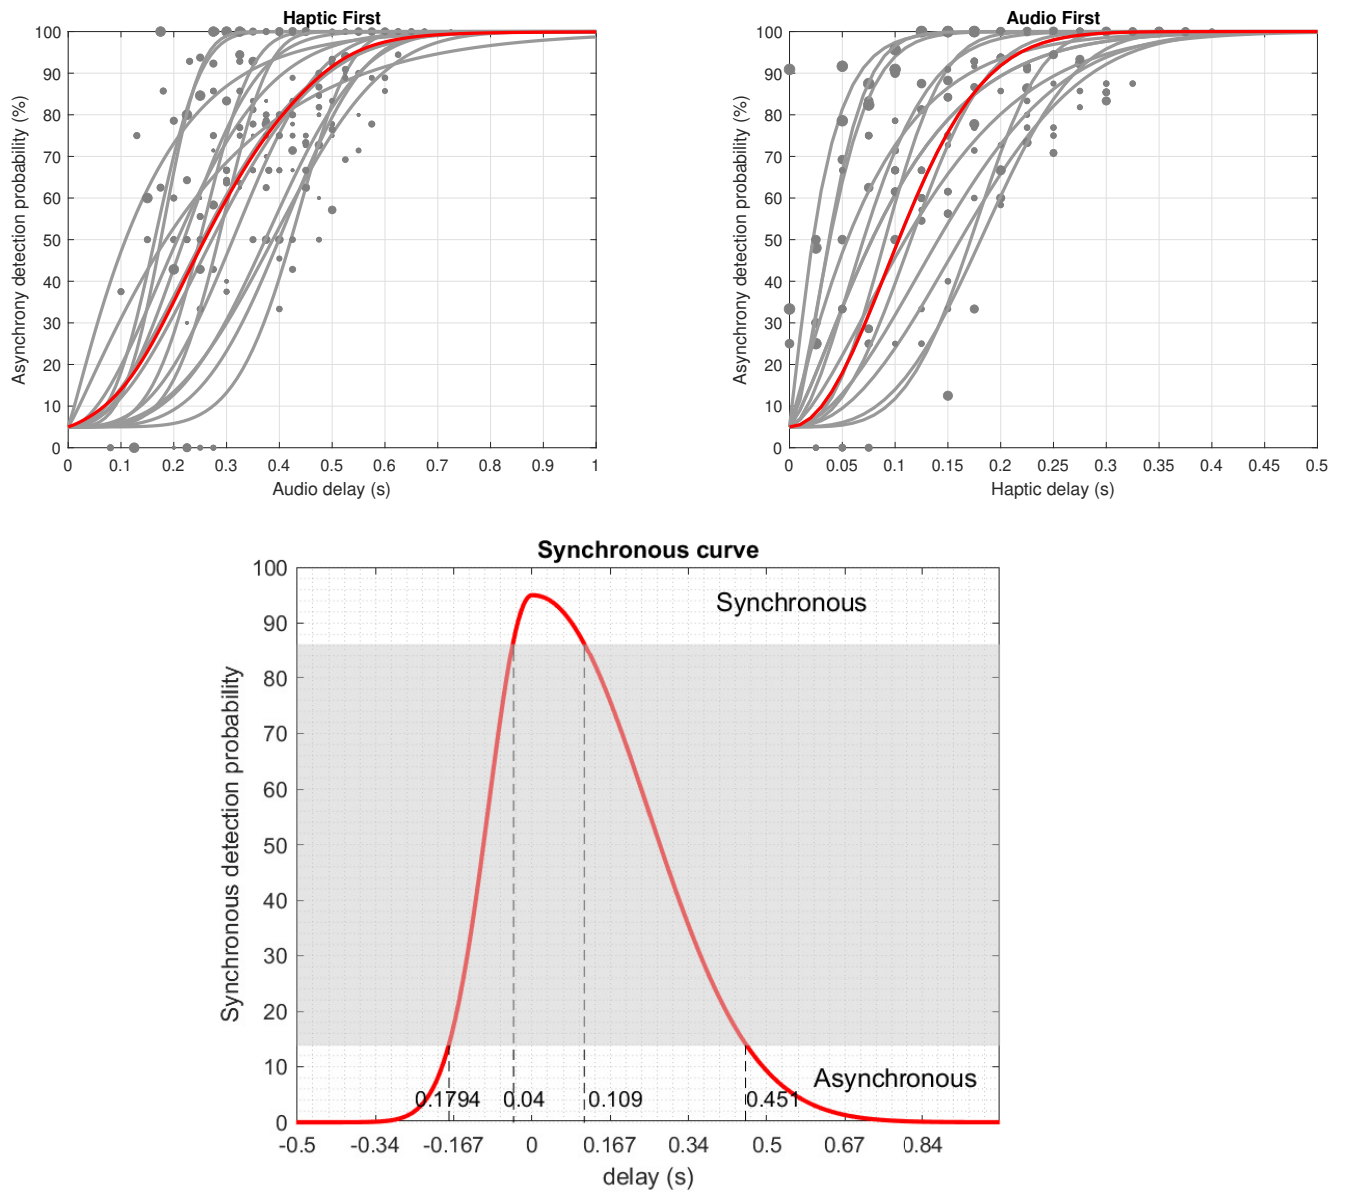 Haptic First
Asynchrony detection probability (%)
100
90
80
70
60
50
40
30
20
10
0
0 0.1 0.2 0.3 0.4 0.5 0.6 0.7 0.8 0.9 1
Audio delay (s)
Audio First
Asynchrony detection probability (%)
100
90
80
70
60
50
40
30
20
10
0
0 0.05 0.1 0.15 0.2 0.25 0.3 0.35 0.4 0.45 0.5
Haptic delay (s)
Synchronous curve
Synchronous detection probability
100
90
80
70
60
50
40
30
20
10
0
Synchronous
Asynchronous
0.1794 0.04 0.109 0.451
-0.5 -0.34 -0.167 0 0.167 0.34 0.5 0.67 0.84
delay (s)